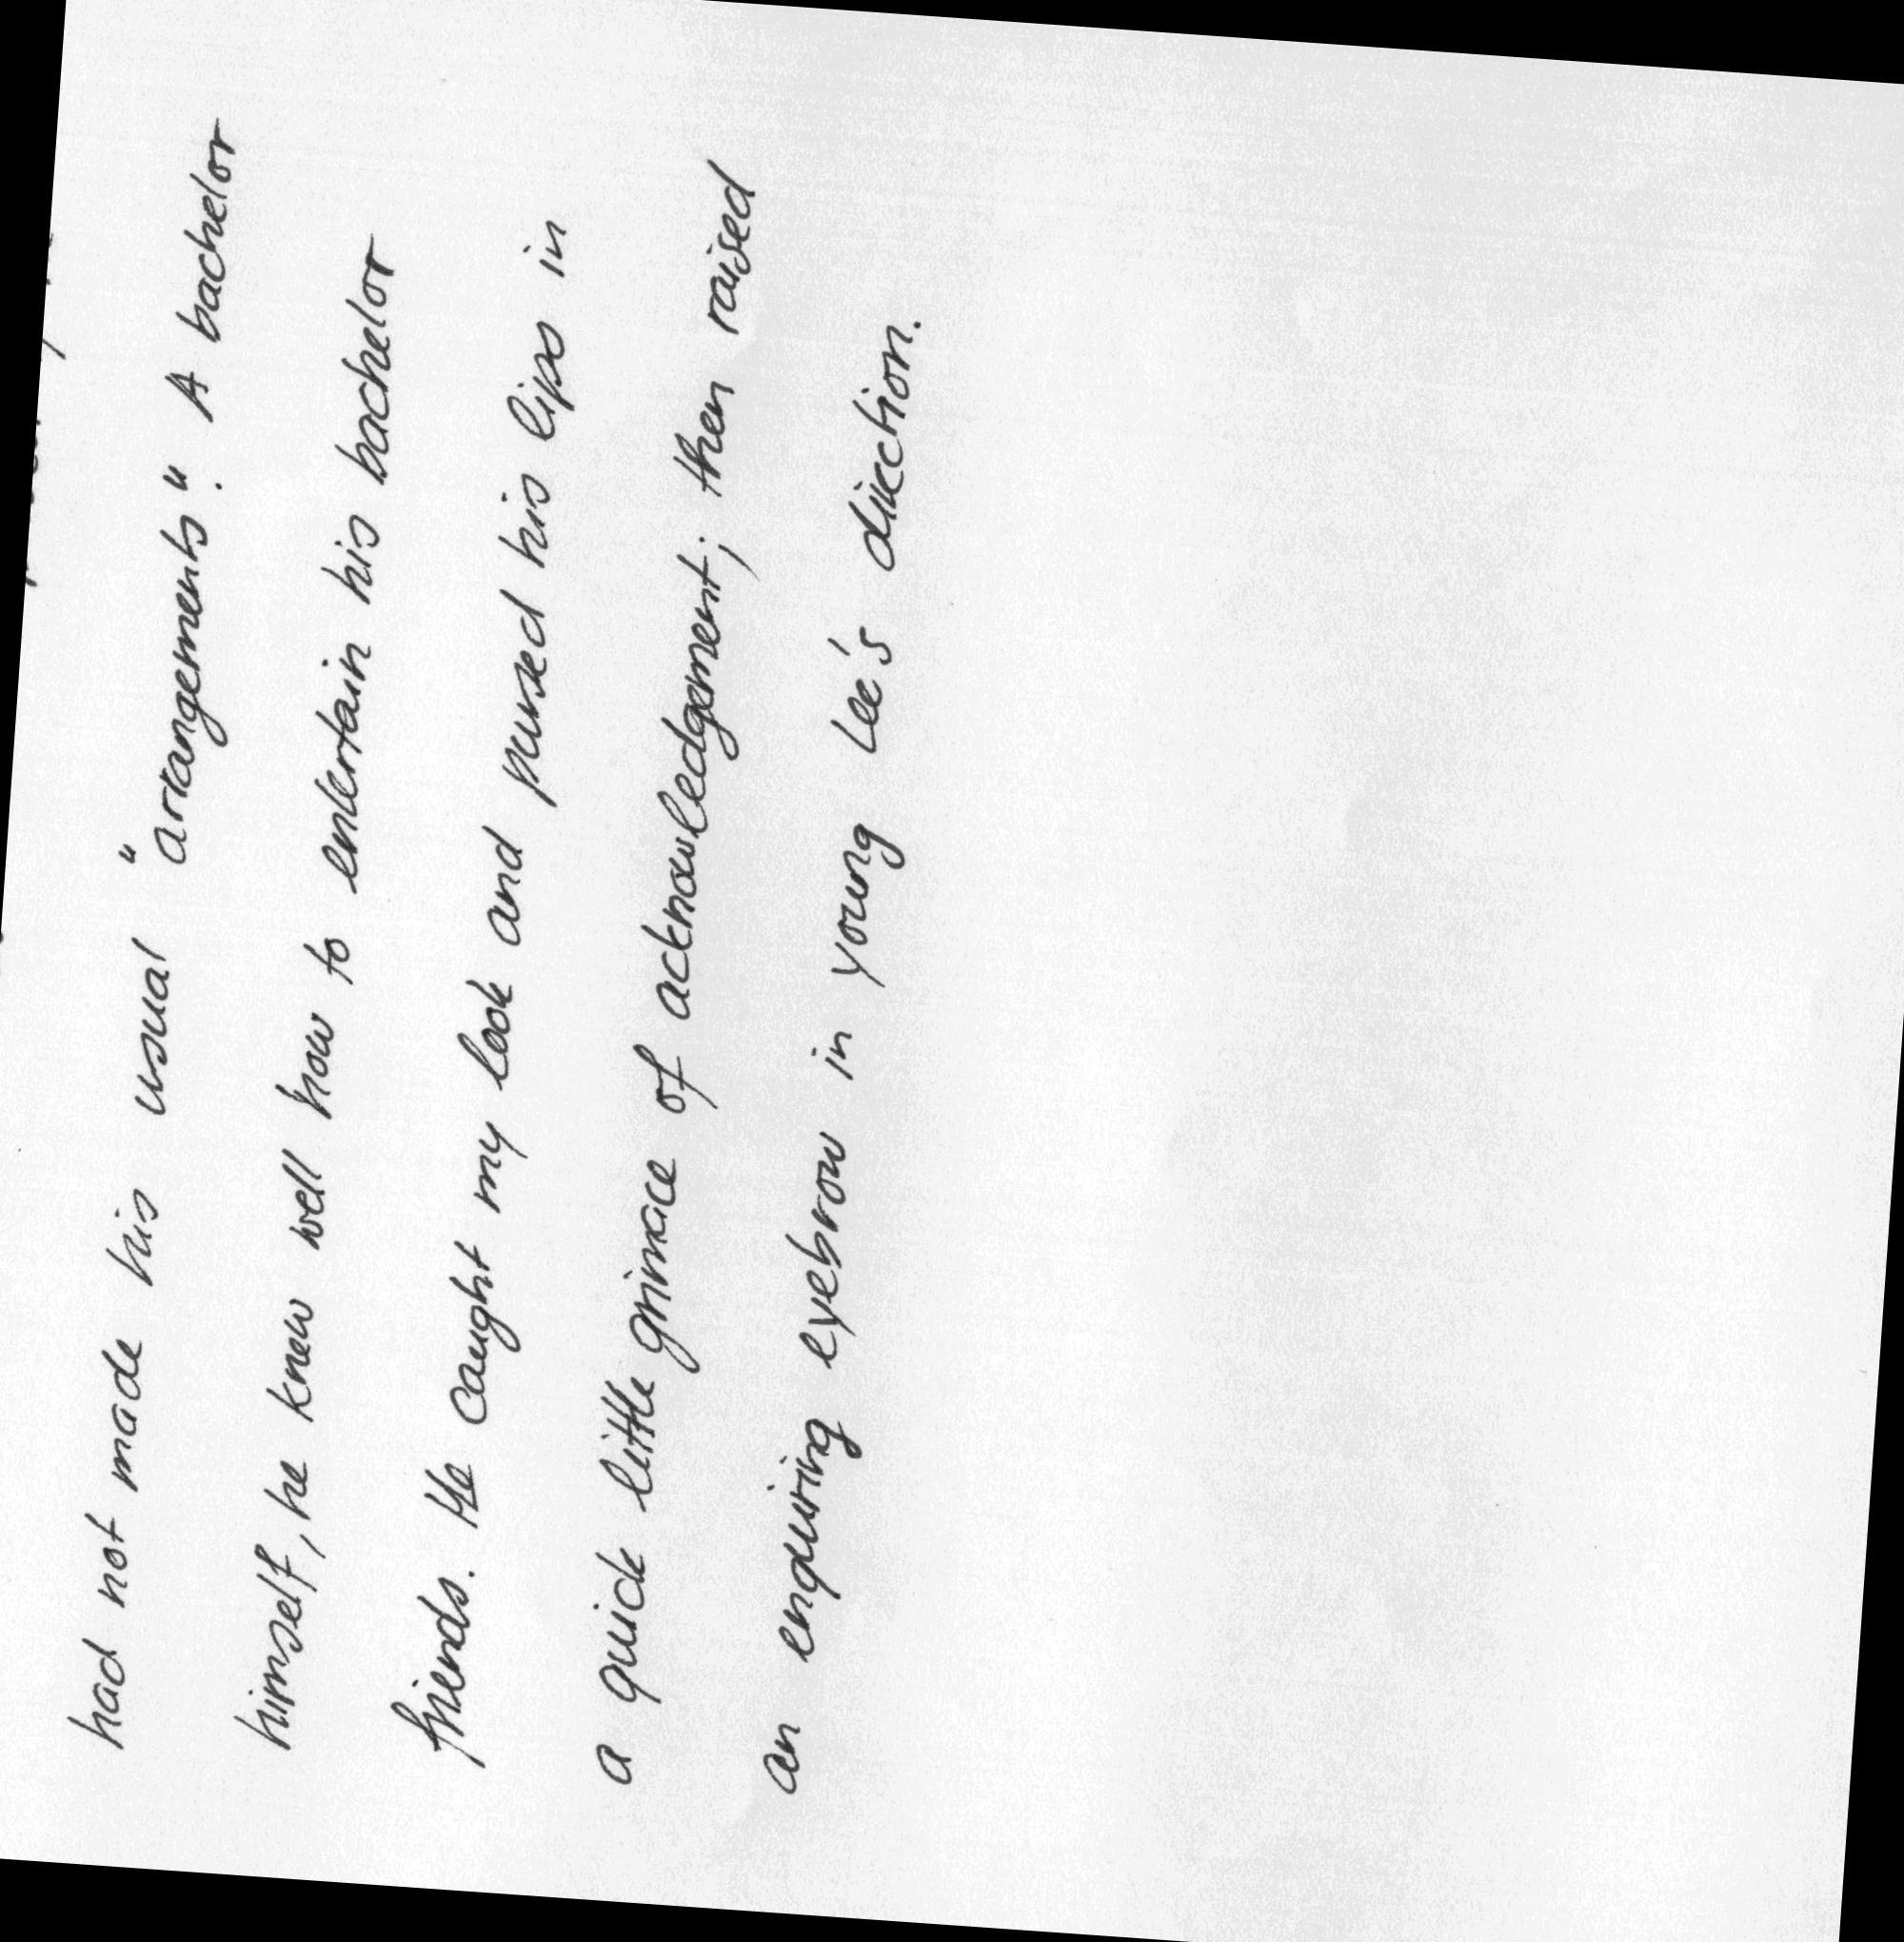 had not made his usual "arrangements". A bachelor
himself, he knew well how to entertain his bachelor
friends. He caught my look and pursed his lips in
a quick little grimace of acknowledgement; then raised
an enquiring eyebrow in young Lee's direction.